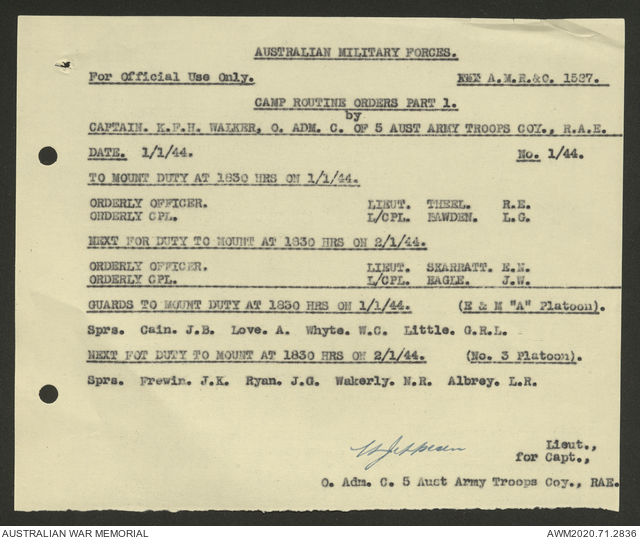 AUSTRALIAN MILITARY FORCES.
For Official Use Only. A.M.R.&O. 1527.
CAMP ROUTINE ORDERS PART 1.
by
CAPTAIN. K.F.H. WALKER, O. ADM. C. OF 5 AUST ARMY TROOPS COY., R.A.E.
DATE. 1/1/44. No. 1/44.
TO MOUNT DUTY AT 1830 HRS ON 1/1/44.
ORDERLY OFFICER. LIEUT. THEEL. R.E.
ORDERLY CPL. L/CPL. BAWDEN. L.G.
NEXT FOR DUTY TO MOUNT AT 1830 HRS ON 2/1/44.
ORDERLY OFFICER. LIEUT. SKARRATT. E.N.
ORDERLY CPL. L/CPL. EAGLE. J.W.
GUARDS TO MOUNT DUTY AT 1830 HRS ON 1/1/44. (E & M "A" Platoon).
Sprs. Cain. J.B. Love. A. Whyte. W.C. Little. G.R.L.
NEXT FOT DUTY TO MOUNT AT 1830 HRS ON 2/1/44. (No. 3 Platoon).
Sprs. Frewin. J.K. Ryan. J.G. Wakerly. N.R. Albrey. L.R.
Lieut.,
for Capt.,
O. Adm. C. 5 Aust Army Troops Coy., RAE.
AUSTRALIAN WAR MEMORIAL AWM2020.71.2836